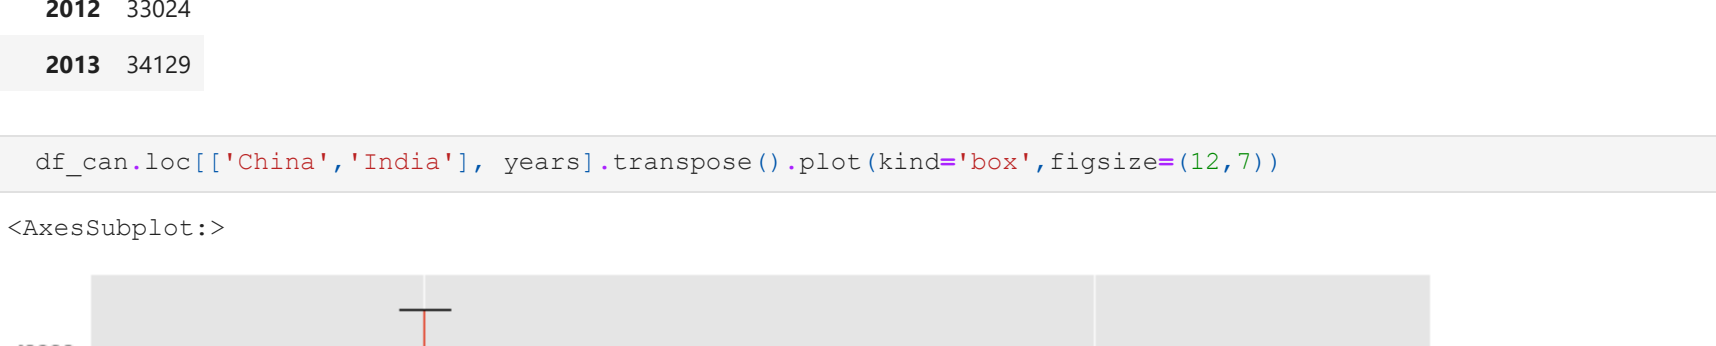 2012 33024
2013 34129
df_can.loc[['China','India'], years].transpose().plot(kind='box',figsize=(12,7))
<AxesSubplot:>